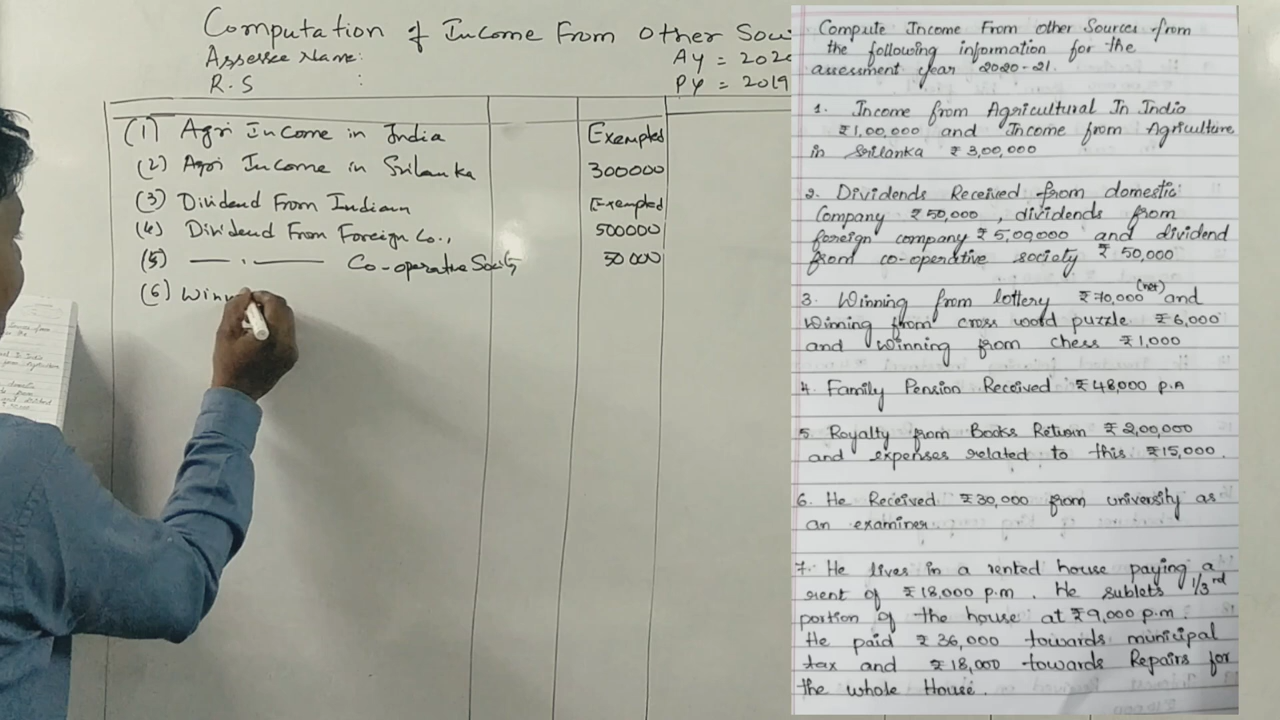 Computation of Income From Other Sou
Assessee Name:
AY = 202
R.S :
PY = 2019
(1) Agri Income in India Exempted
(2) Agri Income in Srilanka 300000
(3) Dividend From Indian Exempted
(4) Dividend From Foreign Co., 500000
(5) — . — Co-operative Society 50000
(6) Winn
Compute Income From other Sources from
the following information for the
assessment year 2020-21.
1. Income from Agricultural In India
₹1,00,000 and Income from Agriculture
in Srilanka ₹3,00,000
2. Dividends Received from domestic
Company ₹50,000, dividends from
foreign company ₹5,00,000 and dividend
from co-operative society ₹50,000
3. Winning from lottery ₹70,000 (net) and
winning from cross word puzzle ₹6,000
and winning from chess ₹1,000
4. Family Pension Received ₹48,000 p.A
5. Royalty from Books Return ₹2,00,000
and expenses related to this ₹15,000.
6. He Received ₹30,000 from university as
an examiner
7. He lives in a rented house paying a
rent of ₹18,000 p.m. He sublets 1/3rd
portion of the house at ₹9,000 p.m.
He paid ₹36,000 towards municipal
tax and ₹18,000 towards Repairs for
the whole House.